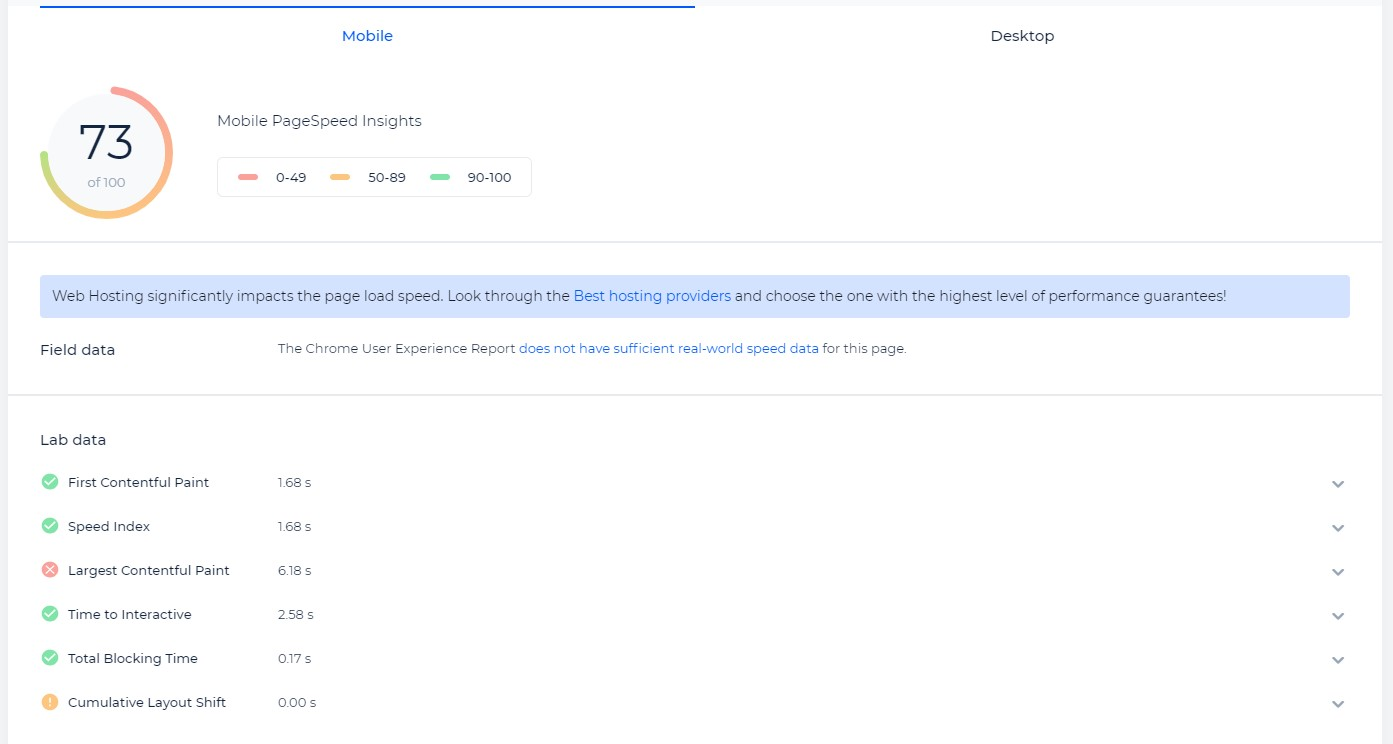 Mobile
Desktop
73
of 100
Mobile PageSpeed Insights
0-49 50-89 90-100
Web Hosting significantly impacts the page load speed. Look through the Best hosting providers and choose the one with the highest level of performance guarantees!
Field data The Chrome User Experience Report does not have sufficient real-world speed data for this page.
Lab data
First Contentful Paint 1.68 s
Speed Index 1.68 s
Largest Contentful Paint 6.18 s
Time to Interactive 2.58 s
Total Blocking Time 0.17 s
Cumulative Layout Shift 0.00 s